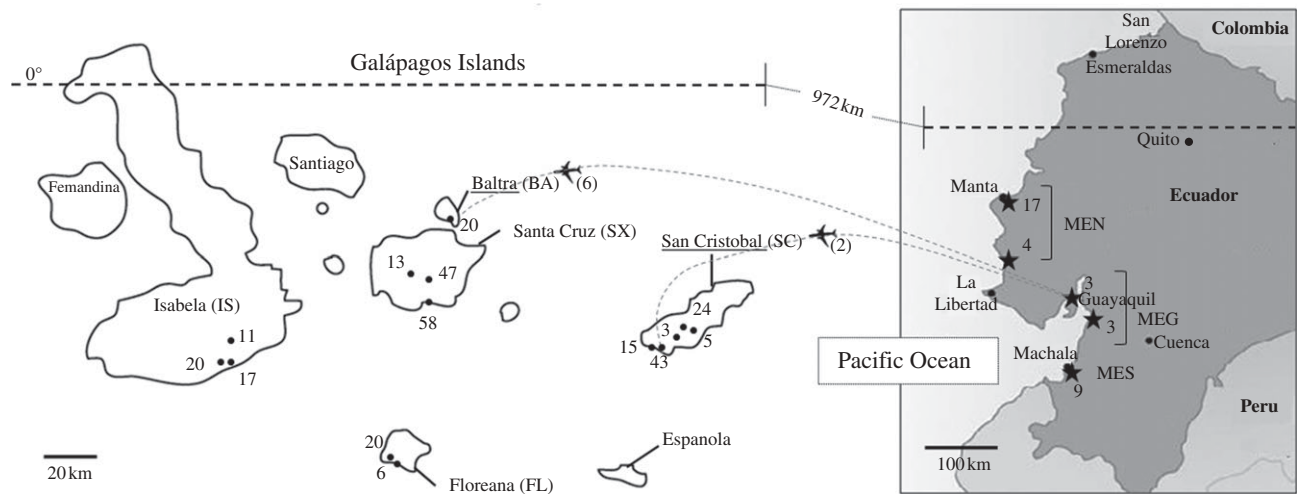 0°
Galápagos Islands
972 km
Femandina
Santiago
Baltra (BA)
20
(6)
Santa Cruz (SX)
13
47
58
San Cristobal (SC)
(2)
24
3
5
15
43
Isabela (IS)
11
20
17
20
6
Floreana (FL)
Espanola
20 km
Pacific Ocean
San
Lorenzo
Colombia
Esmeraldas
Quito
Manta
17
Ecuador
MEN
4
La
Libertad
3
Guayaquil
MEG
3
Cuenca
Machala
MES
9
Peru
100 km